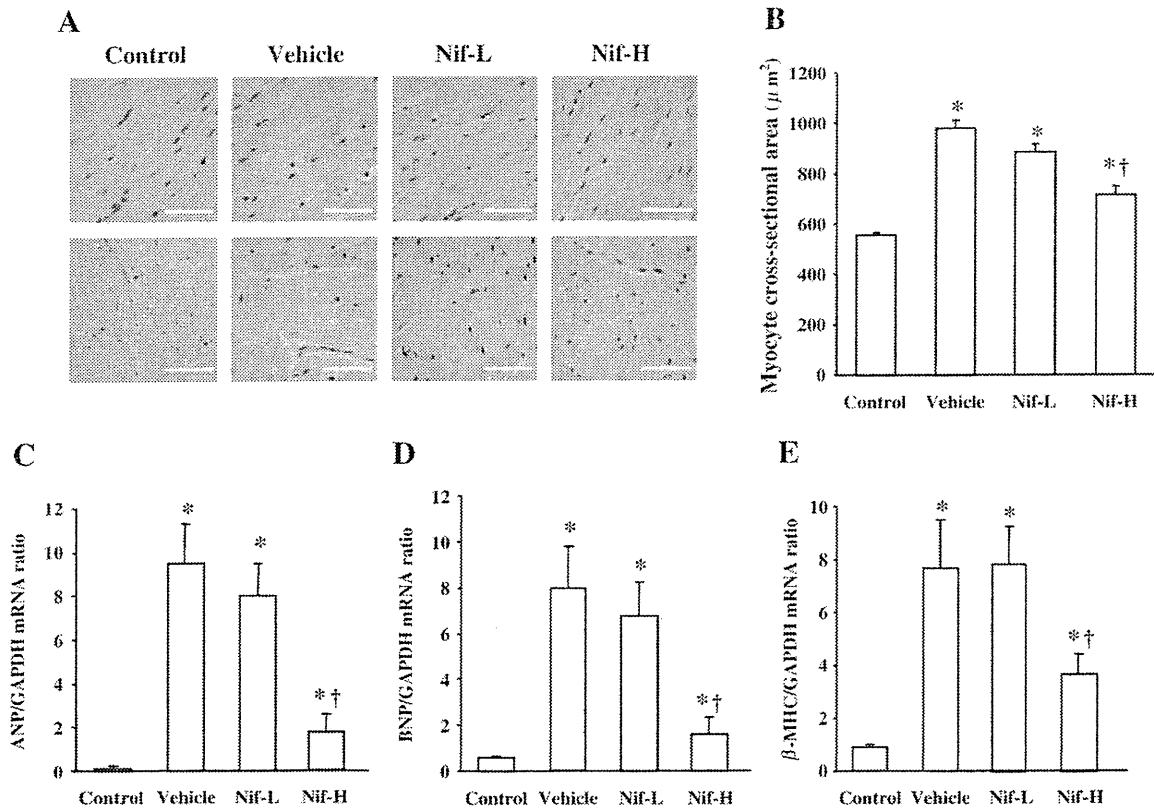 A
Control Vehicle Nif-L Nif-H
B
Myocyte cross-sectional area (μm²)
1200
1000
800
600
400
200
0
* * *†
Control Vehicle Nif-L Nif-H
C
ANP/GAPDH mRNA ratio
12
10
8
6
4
2
0
* * *†
Control Vehicle Nif-L Nif-H
D
BNP/GAPDH mRNA ratio
12
10
8
6
4
2
0
* * *†
Control Vehicle Nif-L Nif-H
E
β-MHC/GAPDH mRNA ratio
10
8
6
4
2
0
* * *†
Control Vehicle Nif-L Nif-H